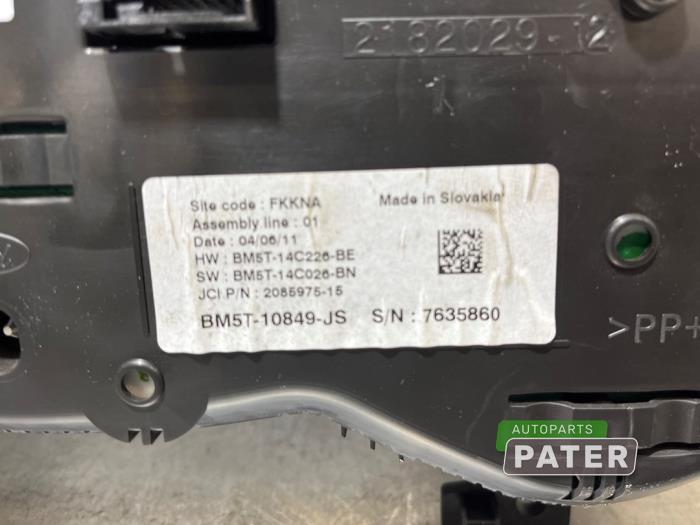 2182029-12
Site code : FKKNA Made in Slovakia
Assembly line : 01
Date : 04/06/11
HW : BM5T-14C226-BE
SW : BM5T-14C026-BN
JCI P/N : 2085975-15
BM5T-10849-JS S/N : 7635860
>PP+
AUTOPARTS
PATER